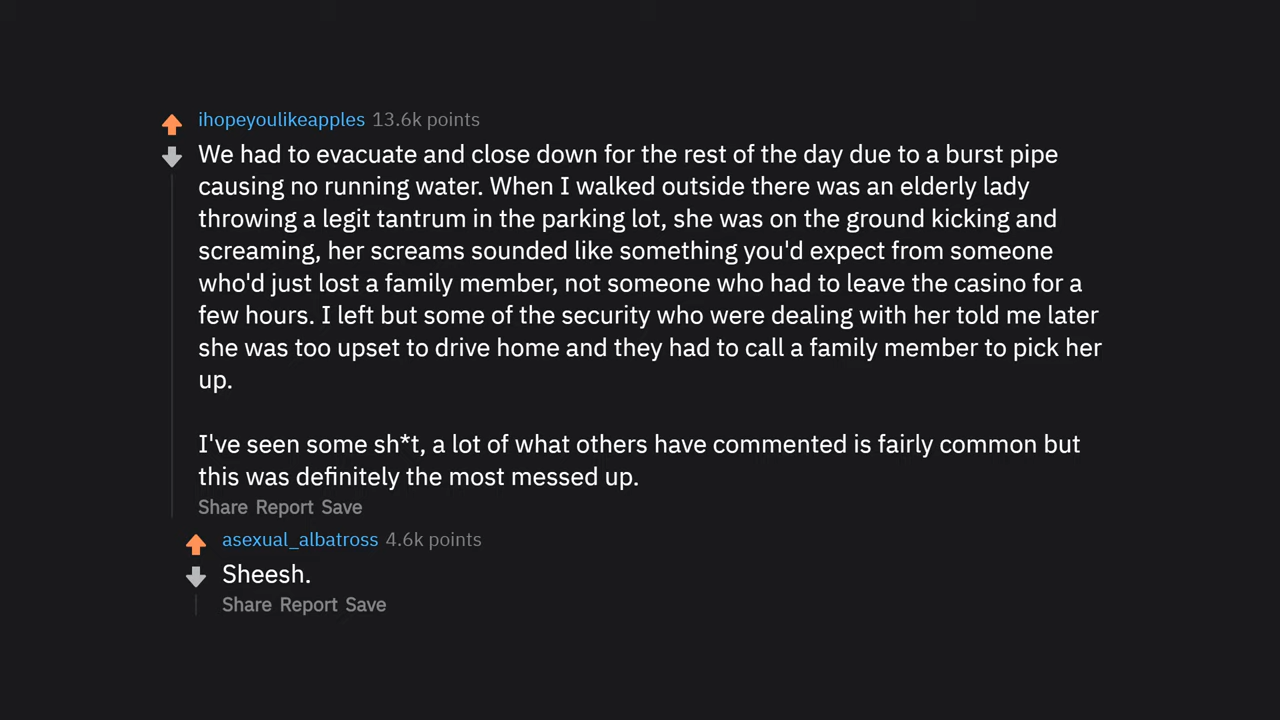 ihopeyoulikeapples 13.6k points
We had to evacuate and close down for the rest of the day due to a burst pipe
causing no running water. When I walked outside there was an elderly lady
throwing a legit tantrum in the parking lot, she was on the ground kicking and
screaming, her screams sounded like something you'd expect from someone
who'd just lost a family member, not someone who had to leave the casino for a
few hours. I left but some of the security who were dealing with her told me later
she was too upset to drive home and they had to call a family member to pick her
up.
I've seen some sh*t, a lot of what others have commented is fairly common but
this was definitely the most messed up.
Share Report Save
asexual_albatross 4.6k points
Sheesh.
Share Report Save